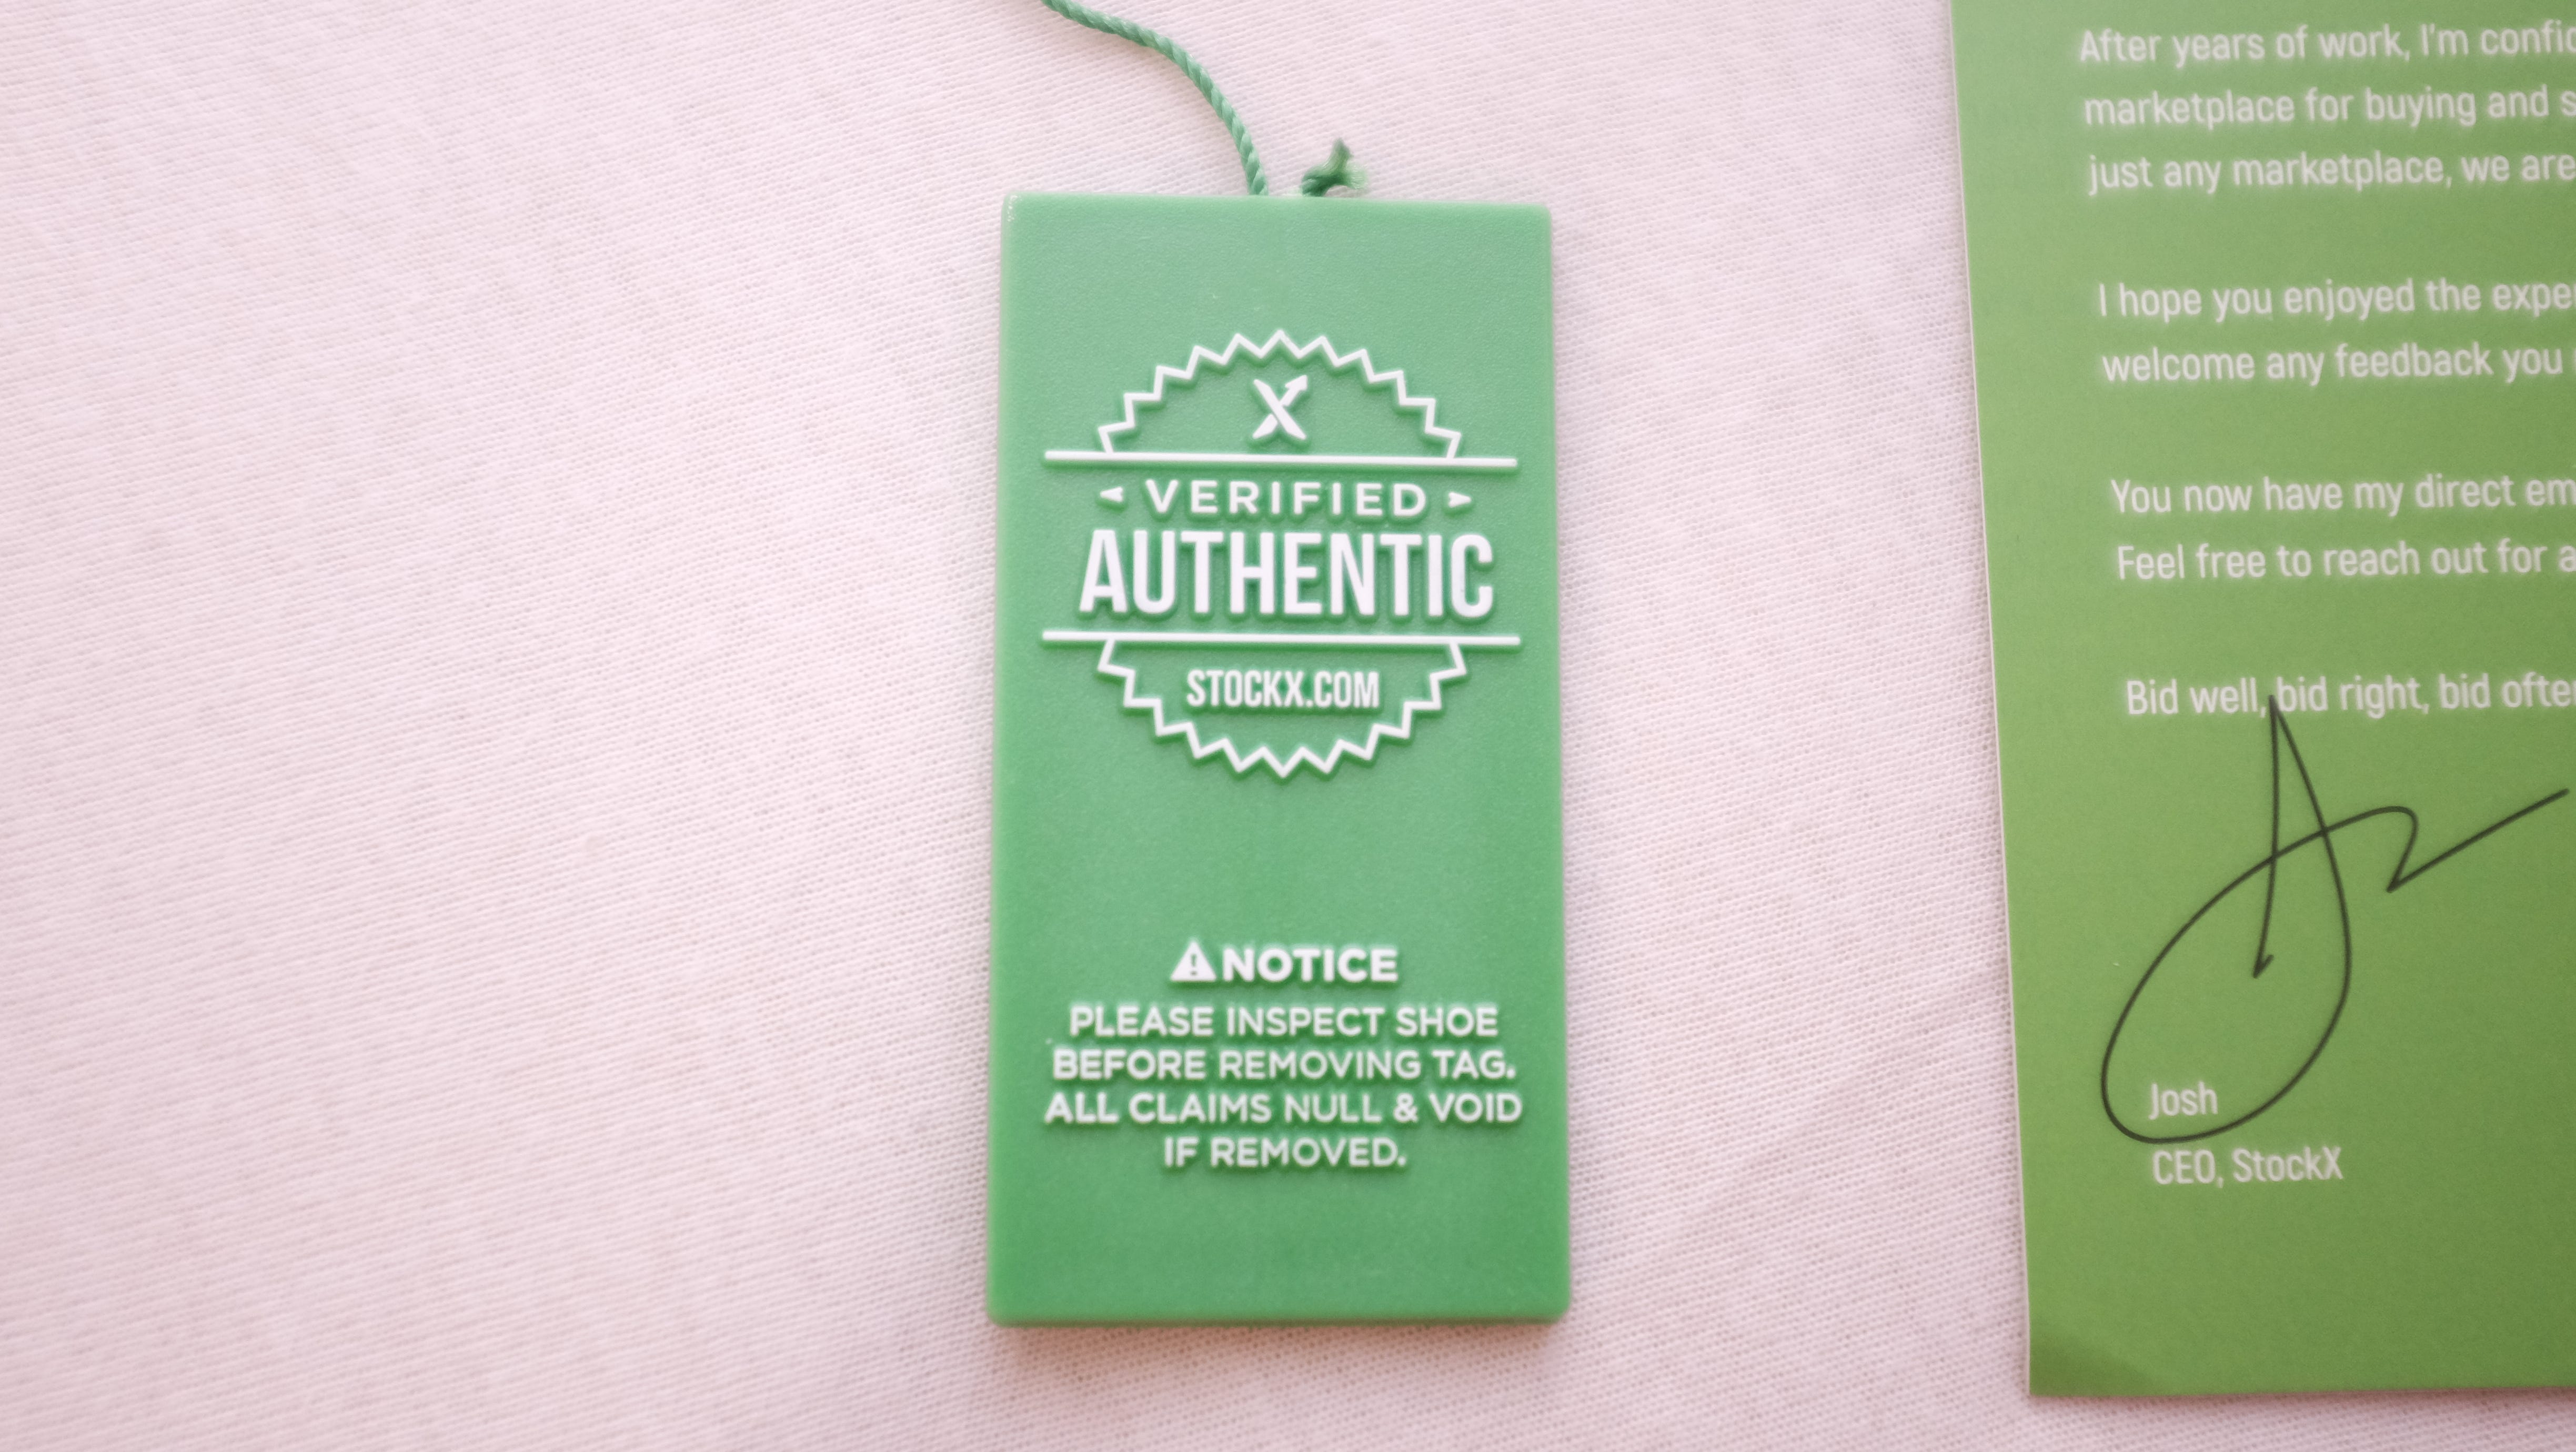 VERIFIED
AUTHENTIC
STOCKX.COM
NOTICE
PLEASE INSPECT SHOE
BEFORE REMOVING TAG.
ALL CLAIMS NULL & VOID
IF REMOVED.
After years of work, I'm
marketplace for buying and
just any marketplace, we are
I hope you enjoyed the
welcome any feedback you
You now have my direct
Feel free to reach out for
Bid well, bid right, bid
Josh
CEO, StockX